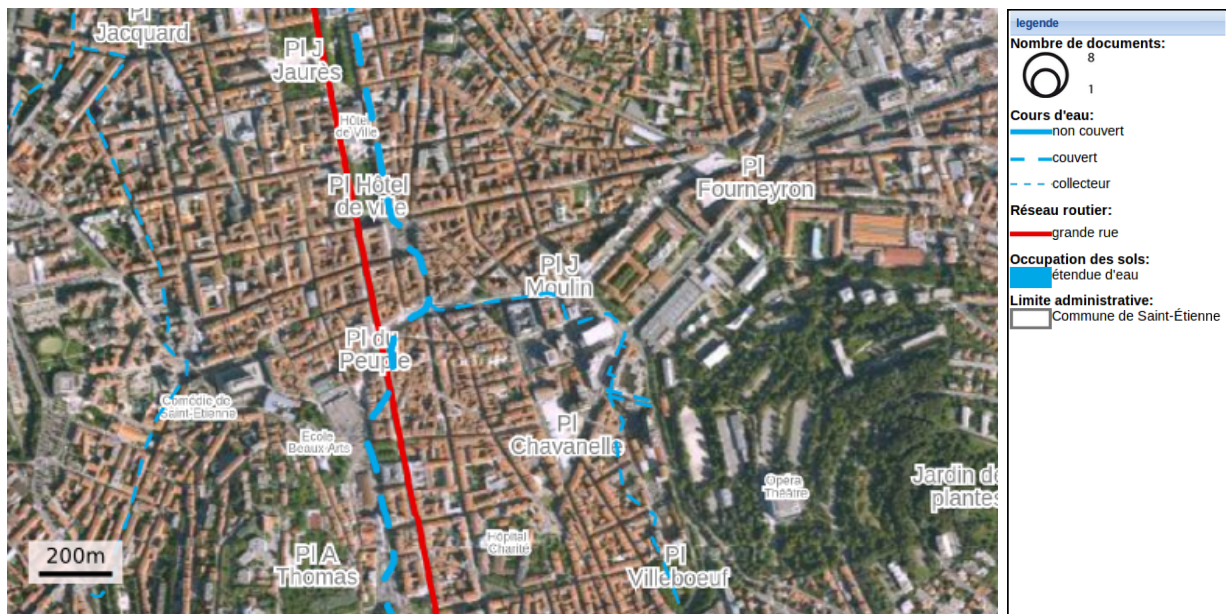 Pl
Jacquard
Pl J
Jaurès
Hôtel
de Ville
Pl Hôtel
de ville
Pl
Fourneyron
Pl J
Moulin
Pl du
Peuple
Comédie de
Saint-Etienne
Ecole
Beaux-Arts
Pl
Chavanelle
Opéra
Théâtre
Jardin de
plantes
Hôpital
Charité
Pl A
Thomas
Pl
Villeboeuf
200m
legende
Nombre de documents:
8
1
Cours d'eau:
non couvert
couvert
collecteur
Réseau routier:
grande rue
Occupation des sols:
étendue d'eau
Limite administrative:
Commune de Saint-Étienne